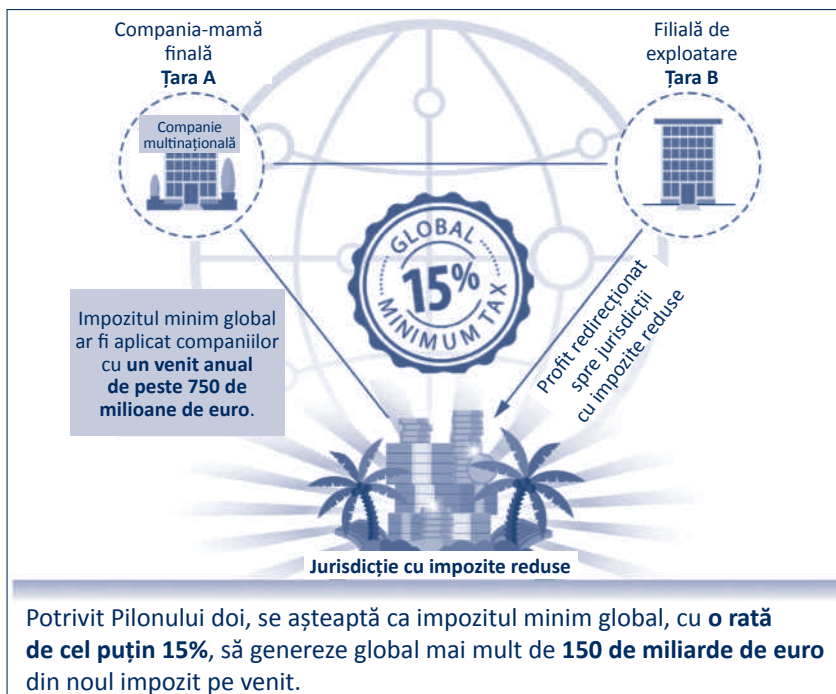 Compania-mamă
finală
Țara A
Filială de
exploatare
Țara B
Companie
multinațională
GLOBAL
15%
MINIMUM TAX
Impozitul minim global
ar fi aplicat companiilor
cu un venit anual
de peste 750 de
milioane de euro.
Profit redirecționat
spre jurisdicții
cu impozite reduse
Jurisdicție cu impozite reduse
Potrivit Pilonului doi, se așteaptă ca impozitul minim global, cu o rată
de cel puțin 15%, să genereze global mai mult de 150 de miliarde de euro
din noul impozit pe venit.